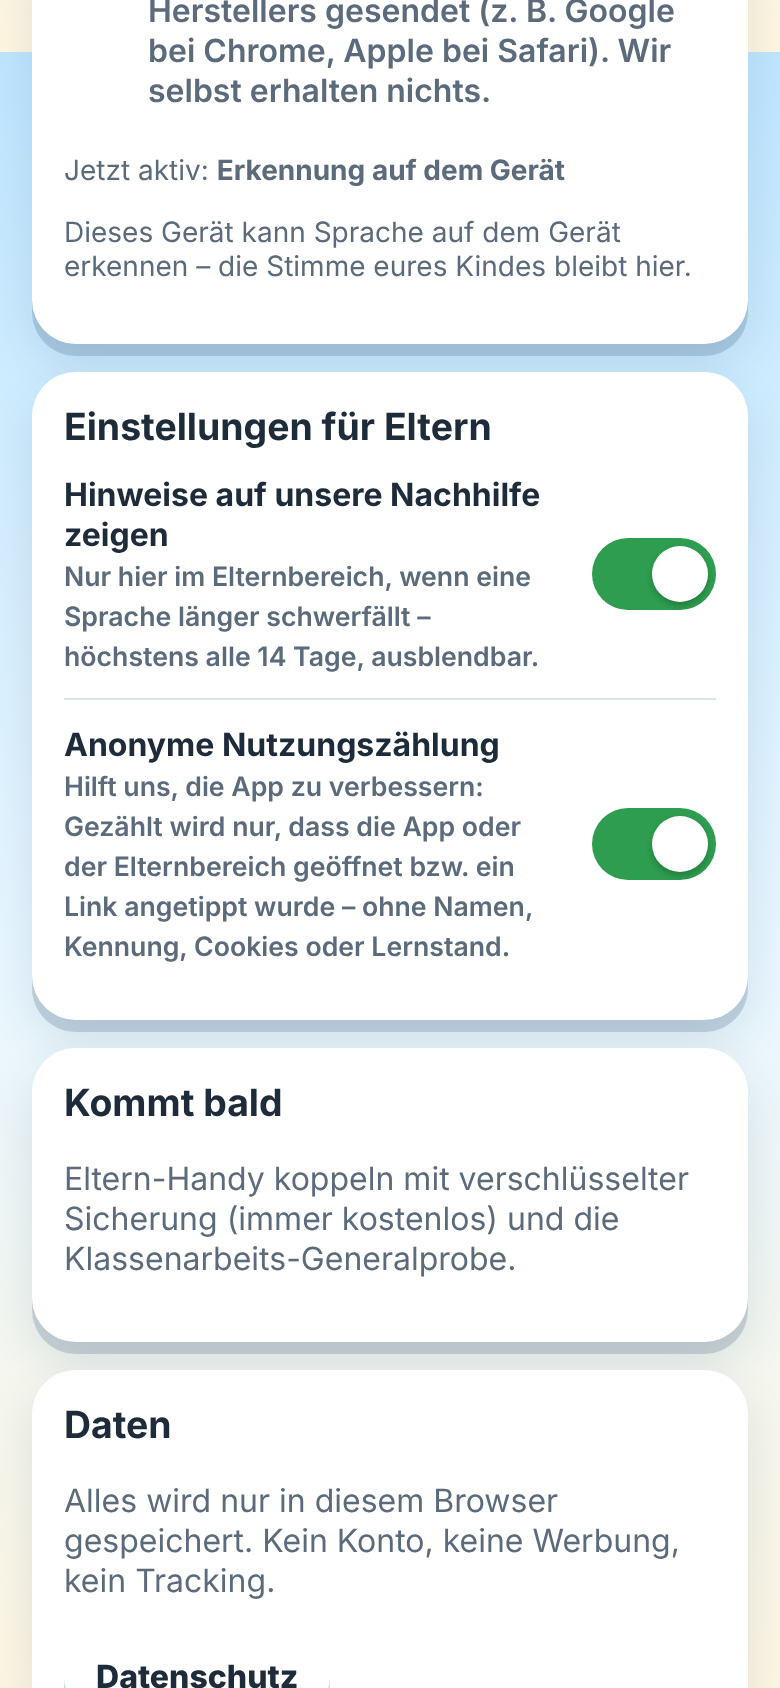 Herstellers gesendet (z. B. Google
bei Chrome, Apple bei Safari). Wir
selbst erhalten nichts.
Jetzt aktiv: Erkennung auf dem Gerät
Dieses Gerät kann Sprache auf dem Gerät
erkennen – die Stimme eures Kindes bleibt hier.
Einstellungen für Eltern
Hinweise auf unsere Nachhilfe
zeigen
Nur hier im Elternbereich, wenn eine
Sprache länger schwerfällt –
höchstens alle 14 Tage, ausblendbar.
Anonyme Nutzungszählung
Hilft uns, die App zu verbessern:
Gezählt wird nur, dass die App oder
der Elternbereich geöffnet bzw. ein
Link angetippt wurde – ohne Namen,
Kennung, Cookies oder Lernstand.
Kommt bald
Eltern-Handy koppeln mit verschlüsselter
Sicherung (immer kostenlos) und die
Klassenarbeits-Generalprobe.
Daten
Alles wird nur in diesem Browser
gespeichert. Kein Konto, keine Werbung,
kein Tracking.
Datenschutz